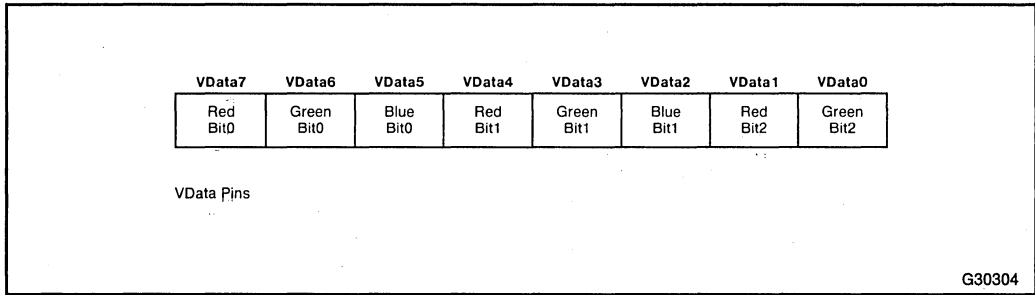 VData7 VData6 VData5 VData4 VData3 VData2 VData1 VData0
Red Green Blue Red Green Blue Red Green
Bit0 Bit0 Bit0 Bit1 Bit1 Bit1 Bit2 Bit2
VData Pins
G30304